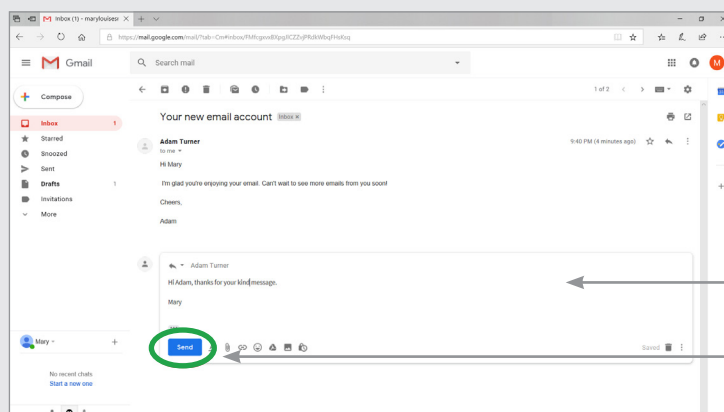 Inbox (1) - marylouises
https://mail.google.com/mail/?tab=Cm#inbox/
Gmail
Search mail
M
Compose
1 of 2
Inbox 1
Your new email account Inbox x
Starred
Adam Turner
9:40 PM (4 minutes ago)
Snoozed
to me
Sent
Hi Mary
Drafts 1
I'm glad you're enjoying your email. Can't wait to see more emails from you soon!
Invitations
Cheers,
More
Adam
Adam Turner
Hi Adam, thanks for your kind message.
Mary
Mary
Send
Saved
No recent chats
Start a new one